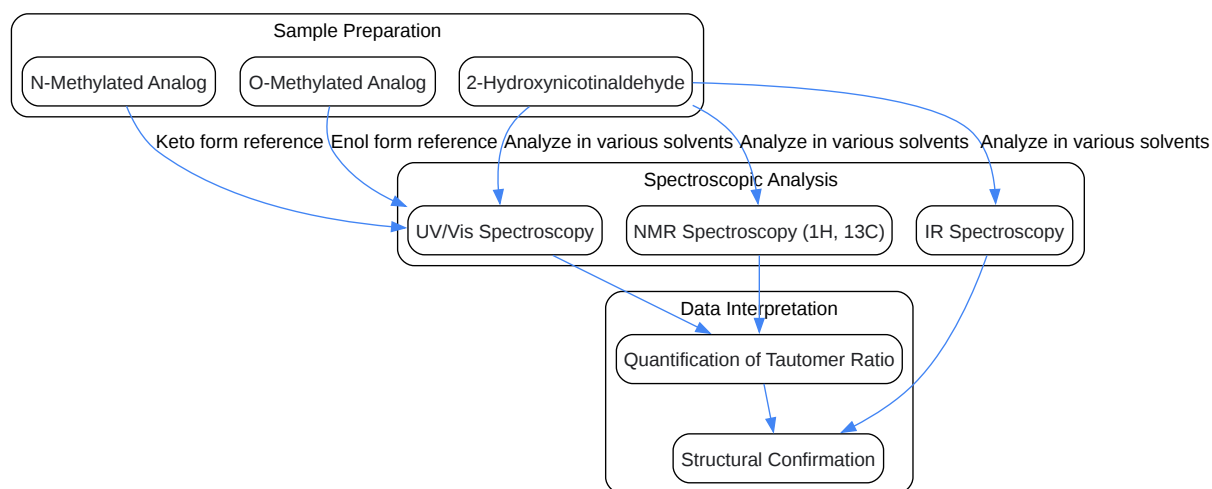 Sample Preparation
N-Methylated Analog
O-Methylated Analog
2-Hydroxynicotinaldehyde
Keto form reference
Enol form reference
Analyze in various solvents
Analyze in various solvents
Analyze in various solvents
Spectroscopic Analysis
UV/Vis Spectroscopy
NMR Spectroscopy (1H, 13C)
IR Spectroscopy
Data Interpretation
Quantification of Tautomer Ratio
Structural Confirmation